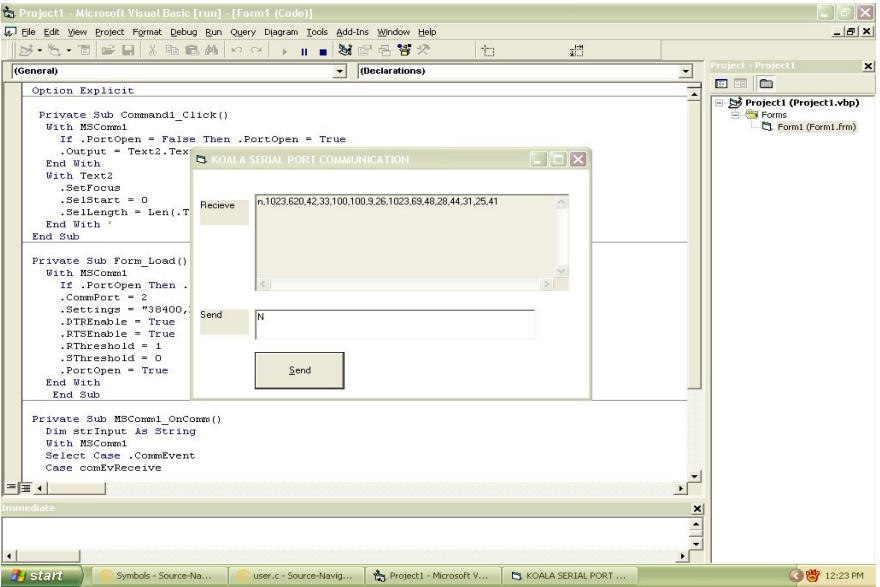 Project1 - Microsoft Visual Basic [run] - [Form1 (Code)]
File Edit View Project Format Debug Run Query Diagram Tools Add-Ins Window Help
(General)
(Declarations)
Option Explicit
Private Sub Command1_Click()
With MSComm1
If .PortOpen = False Then .PortOpen = True
.Output = Text2.Tex
End With
With Text2
.SetFocus
.SelStart = 0
.SelLength = Len(.T
End With '
End Sub
Private Sub Form_Load()
With MSComm1
If .PortOpen Then .
.CommPort = 2
.Settings = "38400,
.DTREnable = True
.RTSEnable = True
.RThreshold = 1
.SThreshold = 0
.PortOpen = True
End With
End Sub
Private Sub MSComm1_OnComm()
Dim strInput As String
With MSComm1
Select Case .CommEvent
Case comEvReceive
KOALA SERIAL PORT COMMUNICATION
Recieve
n,1023,620,42,33,100,100,9,26,1023,69,48,28,44,31,25,41
Send
N
Send
Project - Project1
Project1 (Project1.vbp)
Forms
Form1 (Form1.frm)
Immediate
start
Symbols - Source-Na...
user.c - Source-Navig...
Project1 - Microsoft V...
KOALA SERIAL PORT ...
12:23 PM